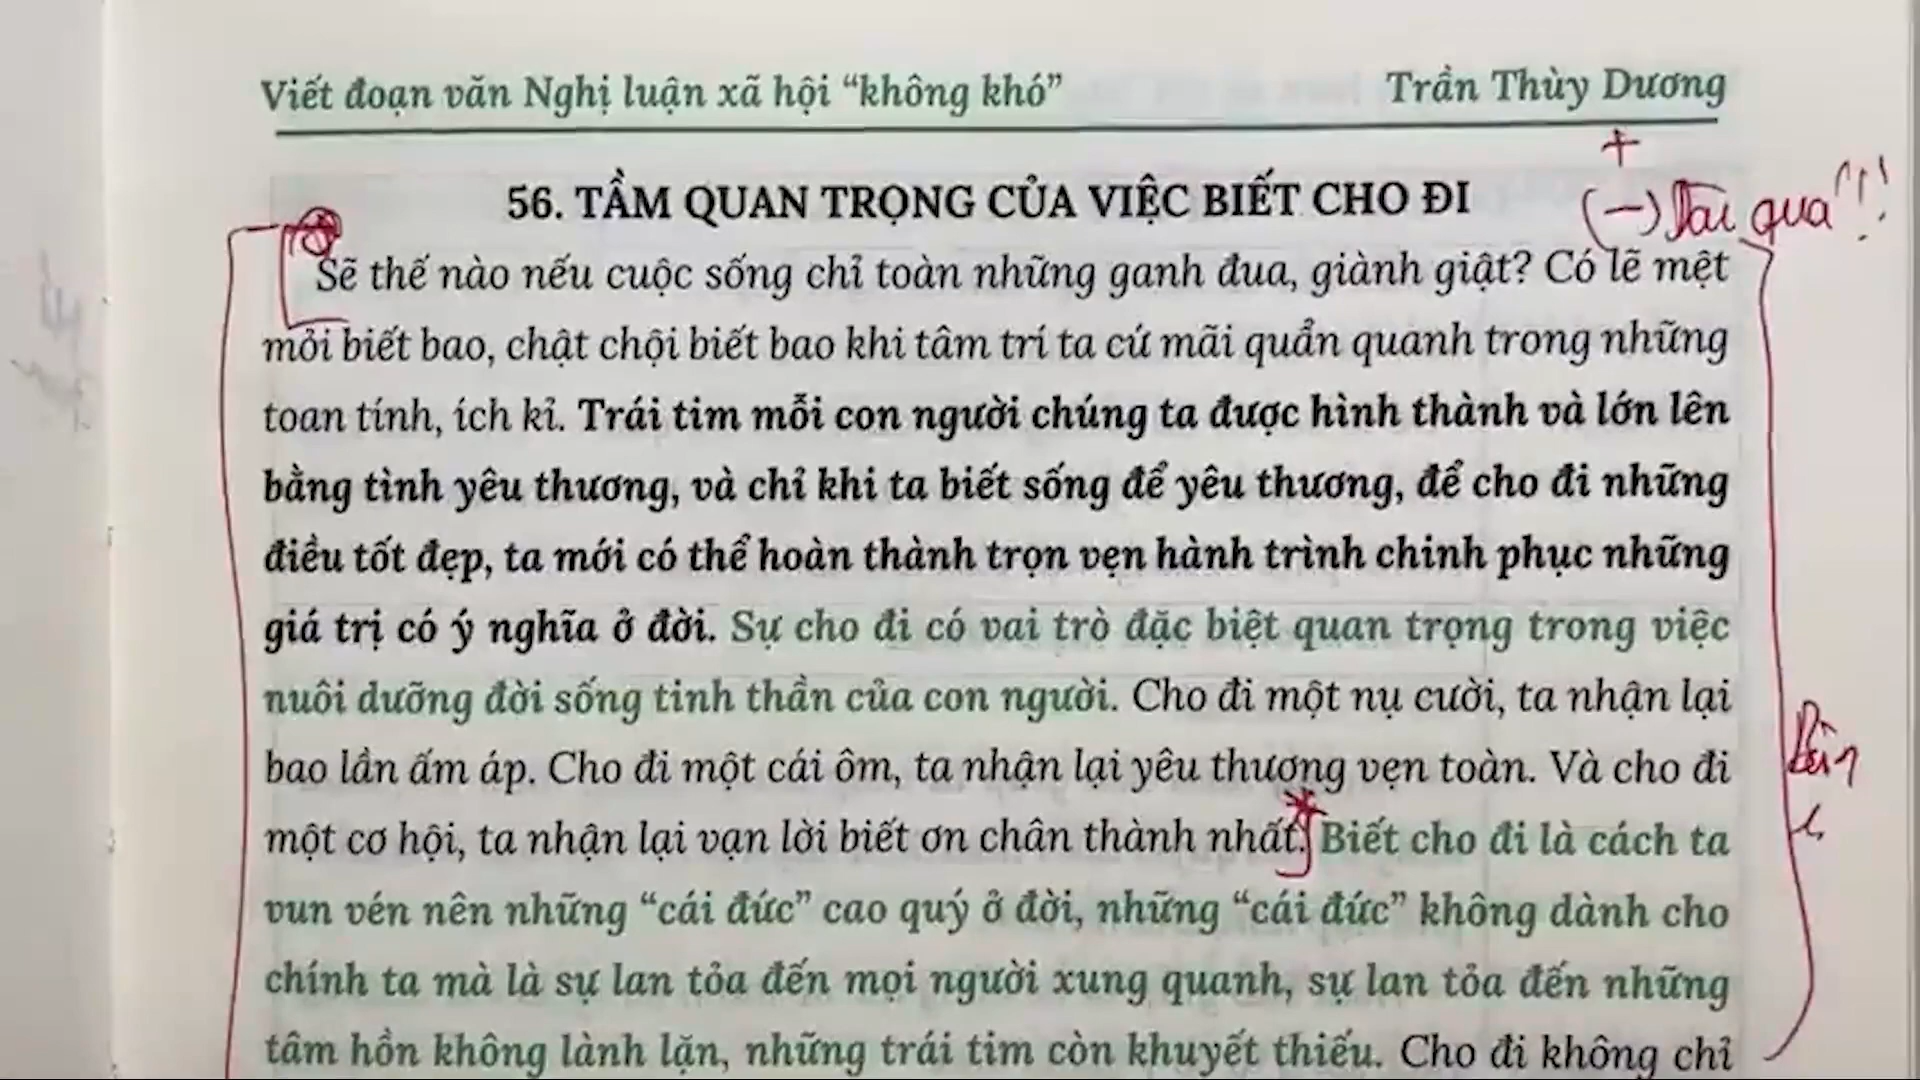 Viết đoạn văn Nghị luận xã hội “không khó” Trần Thùy Dương
+
56. TẦM QUAN TRỌNG CỦA VIỆC BIẾT CHO ĐI
(−) Dài quá !!!
Sẽ thế nào nếu cuộc sống chỉ toàn những ganh đua, giành giật? Có lẽ mệt
mỏi biết bao, chật chội biết bao khi tâm trí ta cứ mãi quẩn quanh trong những
toan tính, ích kỉ. Trái tim mỗi con người chúng ta được hình thành và lớn lên
bằng tình yêu thương, và chỉ khi ta biết sống để yêu thương, để cho đi những
điều tốt đẹp, ta mới có thể hoàn thành trọn vẹn hành trình chinh phục những
giá trị có ý nghĩa ở đời. Sự cho đi có vai trò đặc biệt quan trọng trong việc
nuôi dưỡng đời sống tinh thần của con người. Cho đi một nụ cười, ta nhận lại
bao lần ấm áp. Cho đi một cái ôm, ta nhận lại yêu thương vẹn toàn. Và cho đi
một cơ hội, ta nhận lại vạn lời biết ơn chân thành nhất. Biết cho đi là cách ta
vun vén nên những “cái đức” cao quý ở đời, những “cái đức” không dành cho
chính ta mà là sự lan tỏa đến mọi người xung quanh, sự lan tỏa đến những
tâm hồn không lành lặn, những trái tim còn khuyết thiếu. Cho đi không chỉ